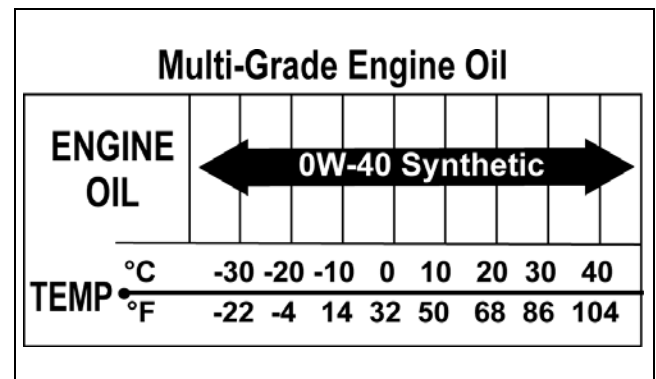 Multi-Grade Engine Oil
ENGINE
OIL
0W-40 Synthetic
TEMP
°C -30 -20 -10 0 10 20 30 40
°F -22 -4 14 32 50 68 86 104